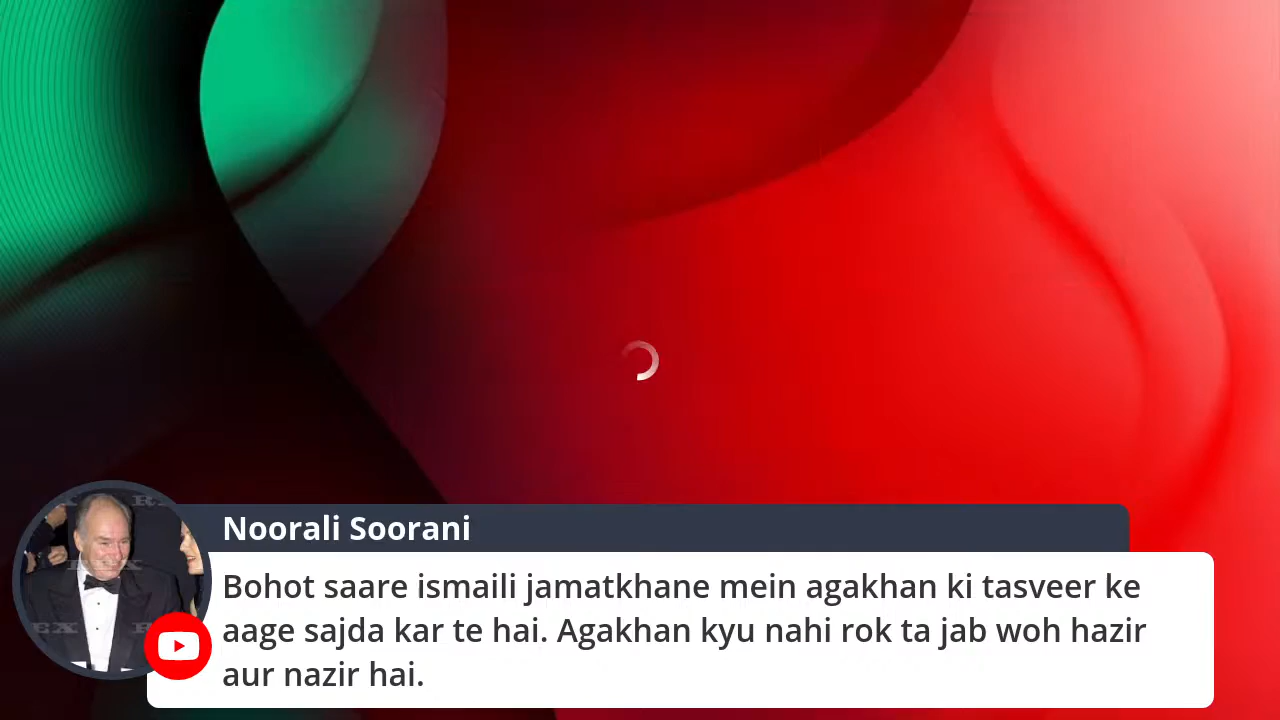 Noorali Soorani
Bohot saare ismaili jamatkhane mein agakhan ki tasveer ke
aage sajda kar te hai. Agakhan kyu nahi rok ta jab woh hazir
aur nazir hai.